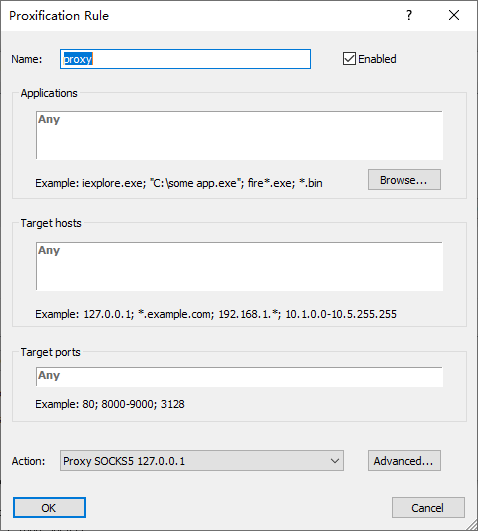 Proxification Rule
Name: proxy Enabled
Applications
Any
Example: iexplore.exe; "C:\some app.exe"; fire*.exe; *.bin Browse...
Target hosts
Any
Example: 127.0.0.1; *.example.com; 192.168.1.*; 10.1.0.0-10.5.255.255
Target ports
Any
Example: 80; 8000-9000; 3128
Action: Proxy SOCKS5 127.0.0.1 Advanced...
OK Cancel